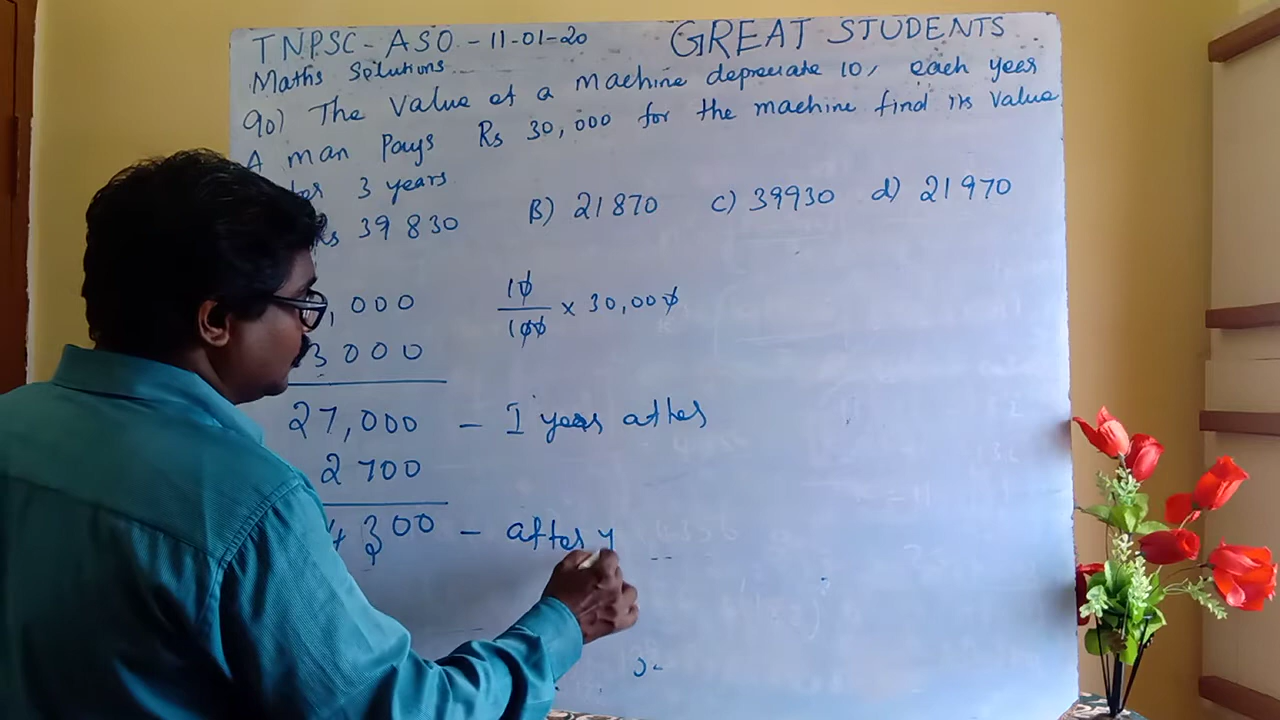 TNPSC - ASO - 11-01-20 GREAT STUDENTS
Maths Solutions
90) The Value of a machine depreciate 10% each year
A man Pays Rs 30,000 for the machine find its Value
3 years
39830 B) 21870 C) 39930 d) 21970
,000 10/100 x 30,000
3000
27,000 - I year after
2700
4300 - after y